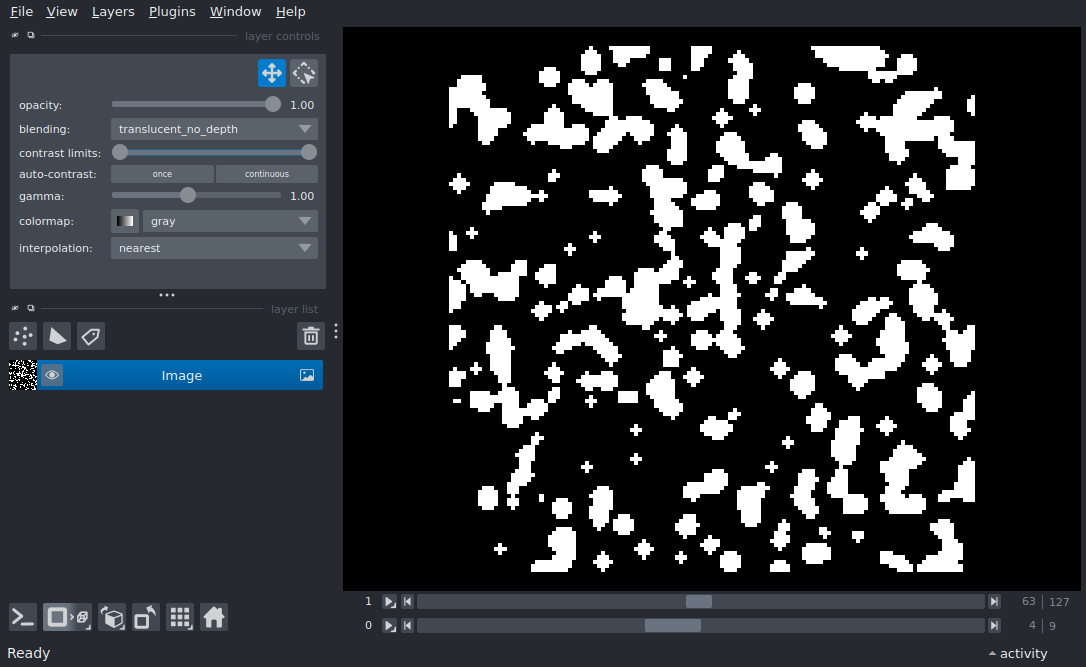 File View Layers Plugins Window Help
layer controls
opacity: 1.00
blending: translucent_no_depth
contrast limits:
auto-contrast: once continuous
gamma: 1.00
colormap: gray
interpolation: nearest
layer list
Image
1 63 127
0 4 9
Ready activity